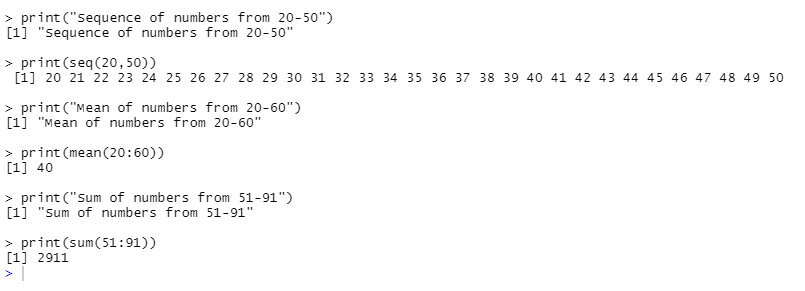 > print("Sequence of numbers from 20-50")
[1] "Sequence of numbers from 20-50"
> print(seq(20,50))
[1] 20 21 22 23 24 25 26 27 28 29 30 31 32 33 34 35 36 37 38 39 40 41 42 43 44 45 46 47 48 49 50
> print("Mean of numbers from 20-60")
[1] "Mean of numbers from 20-60"
> print(mean(20:60))
[1] 40
> print("Sum of numbers from 51-91")
[1] "Sum of numbers from 51-91"
> print(sum(51:91))
[1] 2911
>